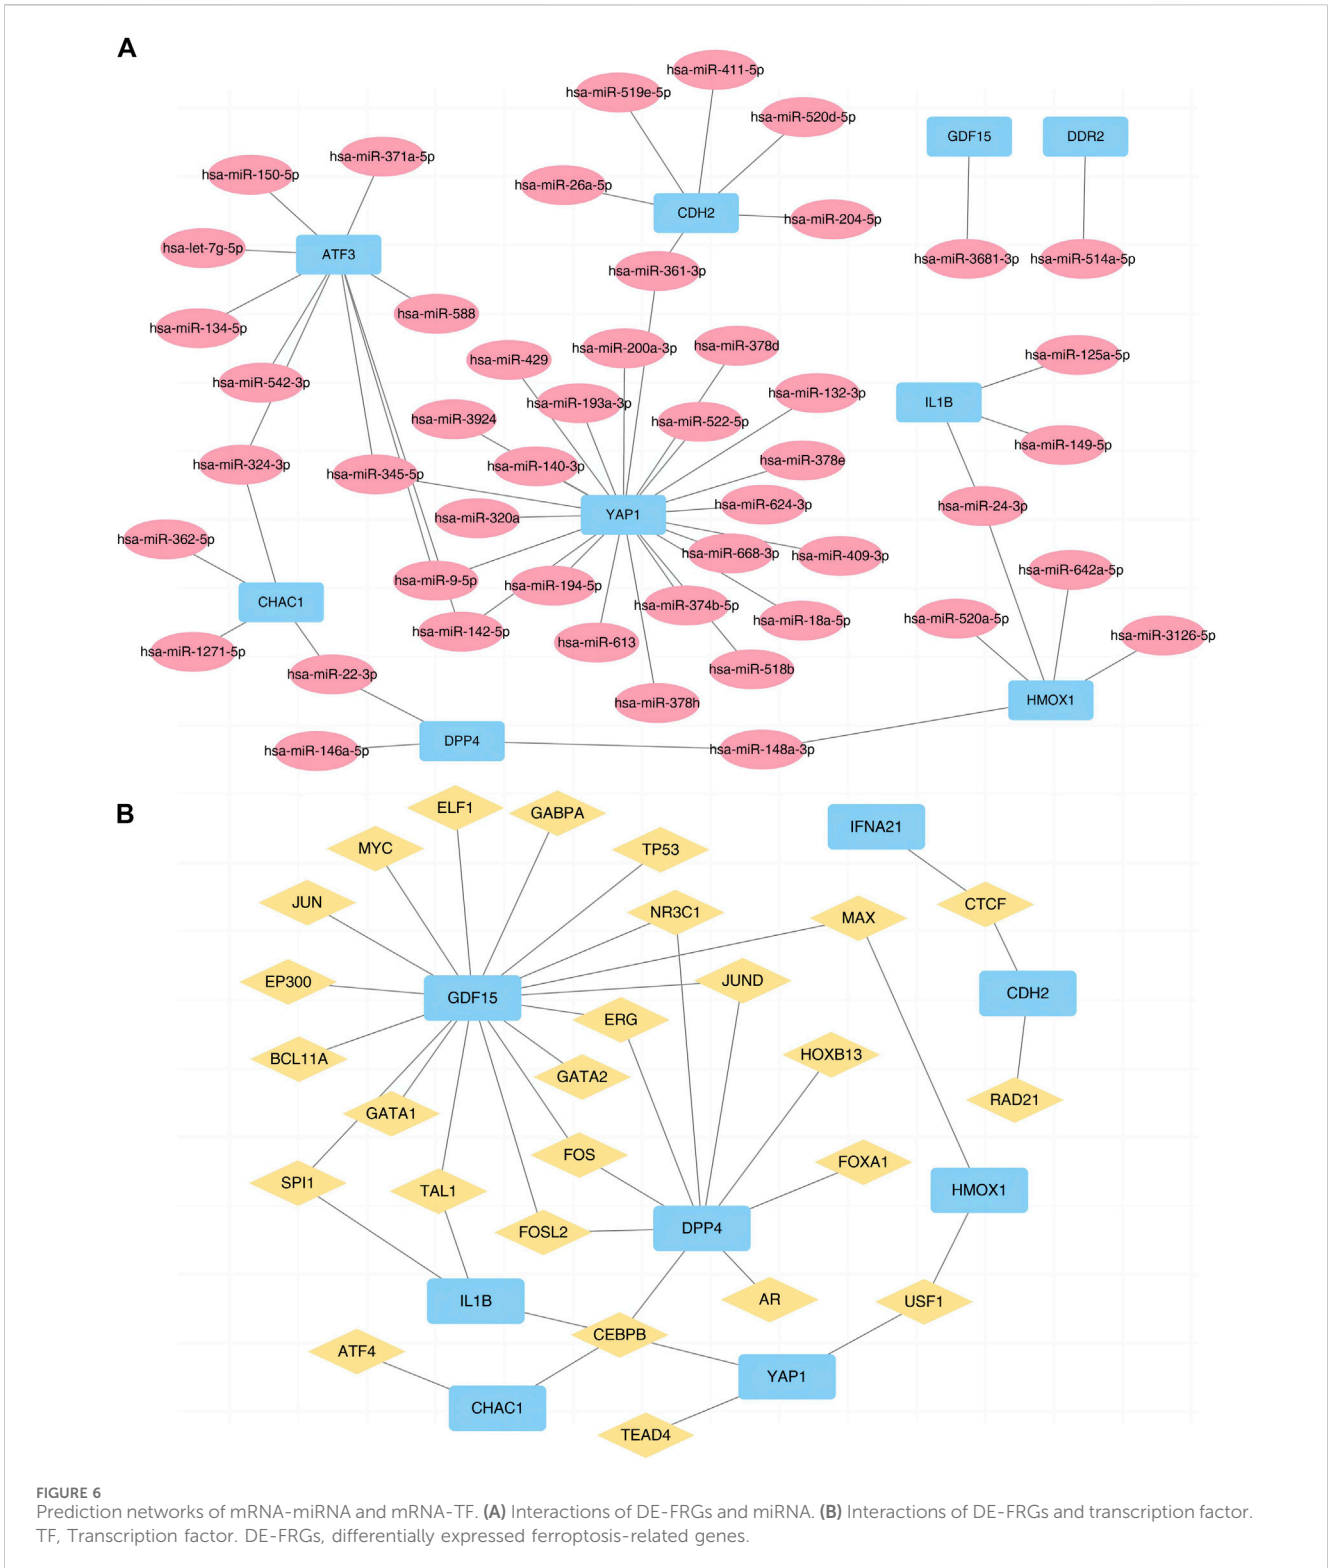 A
hsa-miR-411-5p
hsa-miR-519e-5p
hsa-miR-520d-5p
GDF15
DDR2
hsa-miR-371a-5p
hsa-miR-150-5p
hsa-miR-26a-5p
CDH2
hsa-miR-204-5p
hsa-let-7g-5p
ATF3
hsa-miR-361-3p
hsa-miR-3681-3p
hsa-miR-514a-5p
hsa-miR-134-5p
hsa-miR-588
hsa-miR-429
hsa-miR-200a-3p
hsa-miR-378d
hsa-miR-125a-5p
hsa-miR-542-3p
hsa-miR-193a-3p
hsa-miR-132-3p
IL1B
hsa-miR-3924
hsa-miR-522-5p
hsa-miR-149-5p
hsa-miR-324-3p
hsa-miR-345-5p
hsa-miR-140-3p
hsa-miR-378e
hsa-miR-320a
YAP1
hsa-miR-624-3p
hsa-miR-24-3p
hsa-miR-362-5p
hsa-miR-668-3p
hsa-miR-409-3p
hsa-miR-9-5p
hsa-miR-194-5p
hsa-miR-642a-5p
CHAC1
hsa-miR-374b-5p
hsa-miR-18a-5p
hsa-miR-520a-5p
hsa-miR-142-5p
hsa-miR-613
hsa-miR-3126-5p
hsa-miR-1271-5p
hsa-miR-22-3p
hsa-miR-518b
hsa-miR-378h
HMOX1
hsa-miR-146a-5p
DPP4
hsa-miR-148a-3p
B
ELF1
GABPA
IFNA21
MYC
TP53
JUN
NR3C1
MAX
CTCF
EP300
GDF15
JUND
CDH2
ERG
BCL11A
GATA2
HOXB13
RAD21
GATA1
FOS
FOXA1
SPI1
TAL1
HMOX1
FOSL2
DPP4
IL1B
AR
USF1
CEBPB
ATF4
YAP1
CHAC1
TEAD4
FIGURE 6
Prediction networks of mRNA-miRNA and mRNA-TF. (A) Interactions of DE-FRGs and miRNA. (B) Interactions of DE-FRGs and transcription factor.
TF, Transcription factor. DE-FRGs, differentially expressed ferroptosis-related genes.